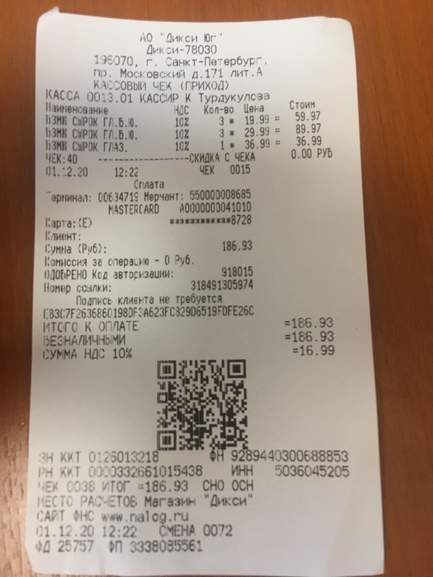 АО "Дикси Юг"
Дикси-78030
196070, г. Санкт-Петербург,
пр. Московский д.171 лит.А
КАССОВЫЙ ЧЕК (ПРИХОД)
КАССА 0013.01 КАССИР К Турдукулова
Наименование НДС Кол-во Цена Стоим
БЗМЖ СЫРОК ГЛ.Б.Ю. 10% 3 * 19.99 = 59.97
БЗМЖ СЫРОК ГЛ.Б.Ю. 10% 3 * 29.99 = 89.97
БЗМЖ СЫРОК ГЛАЗ. 10% 1 * 36.99 = 36.99
ЧЕК:40 ------------------СКИДКА С ЧЕКА 0.00 РУБ
01.12.20 12:22 ЧЕК 0015
Оплата
Терминал: 00634719 Мерчант: 550000008685
MASTERCARD A0000000041010
Карта:(E) ************8728
Клиент:
Сумма (Руб): 186.93
Комиссия за операцию - 0 Руб.
ОДОБРЕНО Код авторизации: 918015
Номер ссылки: 318491305974
Подпись клиента не требуется
EB3C7F2636860198DF3A623FC82906519FDFE26C
ИТОГО К ОПЛАТЕ =186.93
БЕЗНАЛИЧНЫМИ =186.93
СУММА НДС 10% =16.99
ЗН ККТ 0126013218 ФН 9289440300688853
РН ККТ 0000332661015438 ИНН 5036045205
ЧЕК 0038 ИТОГ =186.93 СНО ОСН
МЕСТО РАСЧЕТОВ Магазин "Дикси"
САЙТ ФНС www.nalog.ru
01.12.20 12:22 СМЕНА 0072
ФД 25757 ФП 3338085561